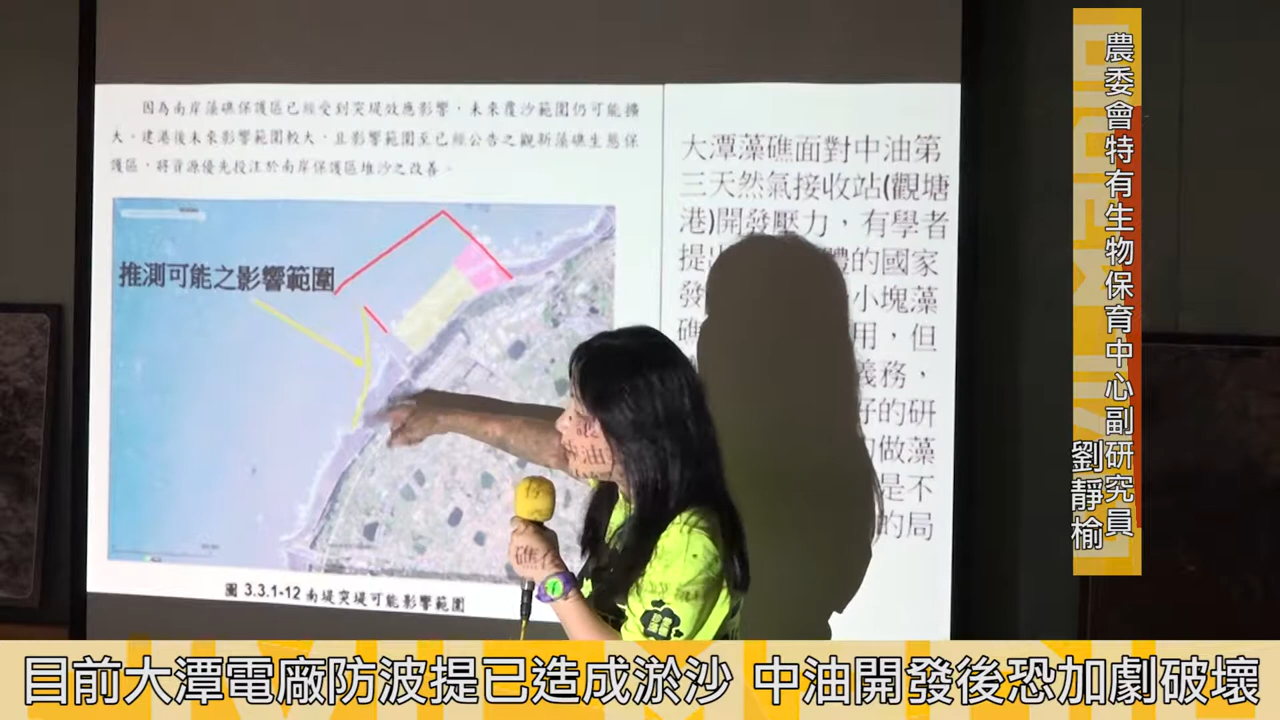 因為南岸藻礁保護區已經受到突堤效應影響，未來覆沙範圍仍可能擴
大。建港後未來影響範圍較大，且影響範圍含已經公告之觀新藻礁生態保
護區，將資源優先投注於南岸保護區堆沙之改善。
推測可能之影響範圍
圖 3.3.1-12 南堤突堤可能影響範圍
大潭藻礁面對中油第
三天然氣接收站(觀塘
港)開發壓力，有學者
提出 體的國家
發 小塊藻
礁 用，但
義務，
好的研
的做藻
是不
的局
農委會特有生物保育中心副研究員
劉靜榆
目前大潭電廠防波提已造成淤沙 中油開發後恐加劇破壞